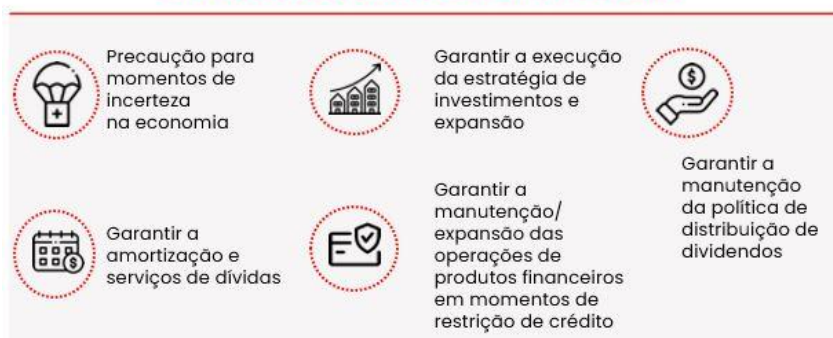 Precaução para
momentos de
incerteza
na economia
Garantir a execução
da estratégia de
investimentos e
expansão
Garantir a
manutenção
da política de
distribuição de
dividendos
Garantir a
amortização e
serviços de dívidas
Garantir a
manutenção/
expansão das
operações de
produtos financeiros
em momentos de
restrição de crédito